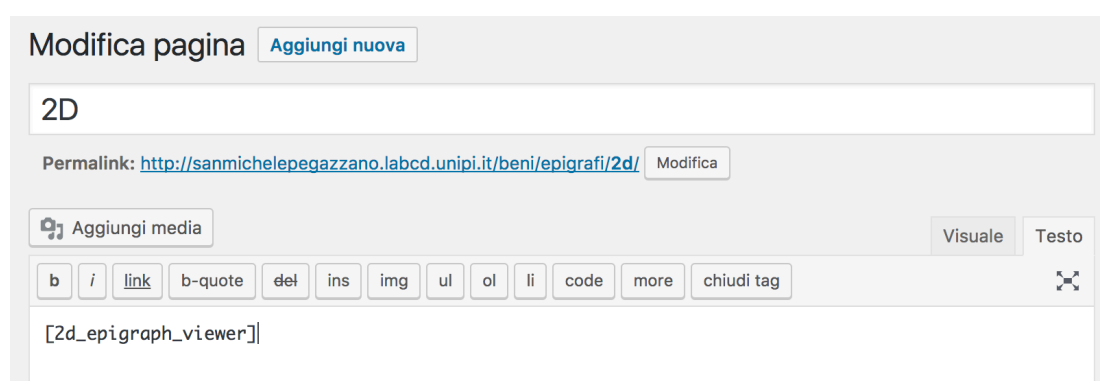 Modifica pagina Aggiungi nuova
2D
Permalink: http://sanmichelepegazzano.labcd.unipi.it/beni/epigrafi/2d/ Modifica
Aggiungi media
Visuale Testo
b i link b-quote del ins img ul ol li code more chiudi tag
[2d_epigraph_viewer]